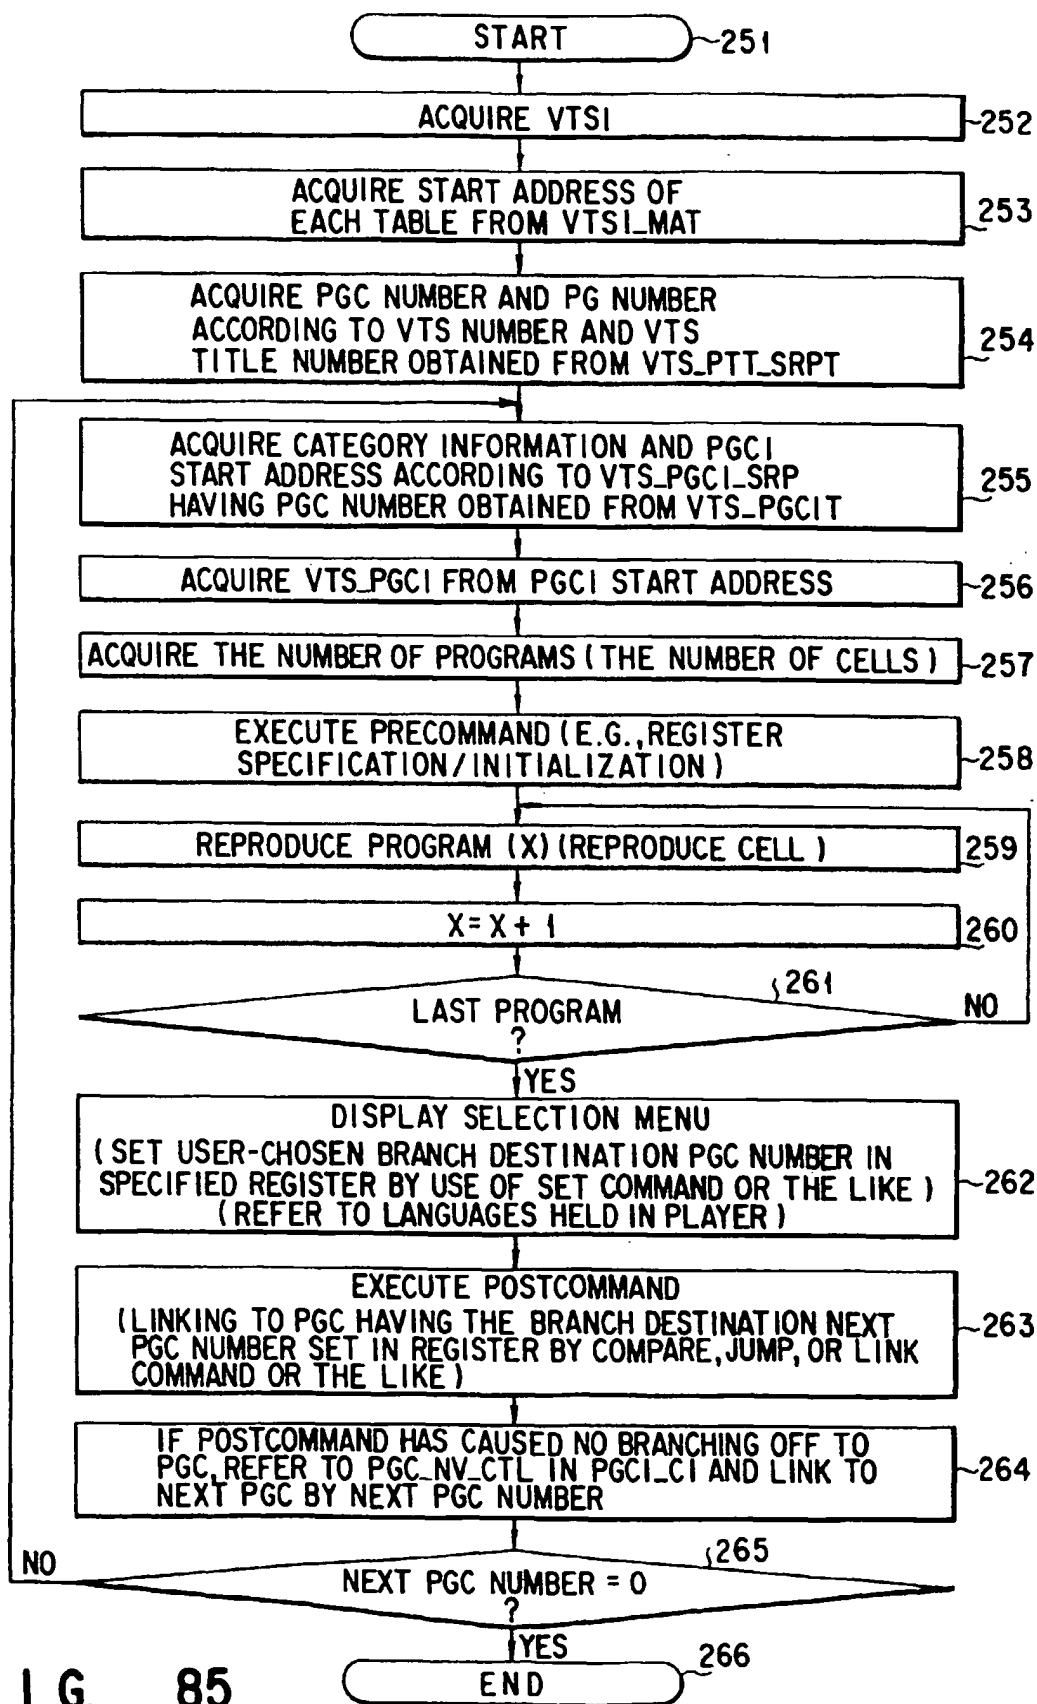 START
251
ACQUIRE VTSI
252
ACQUIRE START ADDRESS OF
EACH TABLE FROM VTSI_MAT
253
ACQUIRE PGC NUMBER AND PG NUMBER
ACCORDING TO VTS NUMBER AND VTS
TITLE NUMBER OBTAINED FROM VTS_PTT_SRPT
254
ACQUIRE CATEGORY INFORMATION AND PGCI
START ADDRESS ACCORDING TO VTS_PGCI_SRP
HAVING PGC NUMBER OBTAINED FROM VTS_PGCIT
255
ACQUIRE VTS_PGCI FROM PGCI START ADDRESS
256
ACQUIRE THE NUMBER OF PROGRAMS (THE NUMBER OF CELLS)
257
EXECUTE PRECOMMAND (E.G., REGISTER
SPECIFICATION/INITIALIZATION)
258
REPRODUCE PROGRAM (X) (REPRODUCE CELL)
259
X=X+1
260
261
LAST PROGRAM
?
NO
YES
DISPLAY SELECTION MENU
(SET USER-CHOSEN BRANCH DESTINATION PGC NUMBER IN
SPECIFIED REGISTER BY USE OF SET COMMAND OR THE LIKE)
(REFER TO LANGUAGES HELD IN PLAYER)
262
EXECUTE POSTCOMMAND
(LINKING TO PGC HAVING THE BRANCH DESTINATION NEXT
PGC NUMBER SET IN REGISTER BY COMPARE, JUMP, OR LINK
COMMAND OR THE LIKE)
263
IF POSTCOMMAND HAS CAUSED NO BRANCHING OFF TO
PGC, REFER TO PGC_NV_CTL IN PGCI_CI AND LINK TO
NEXT PGC BY NEXT PGC NUMBER
264
265
NO
NEXT PGC NUMBER = 0
?
YES
END
266
IG. 85